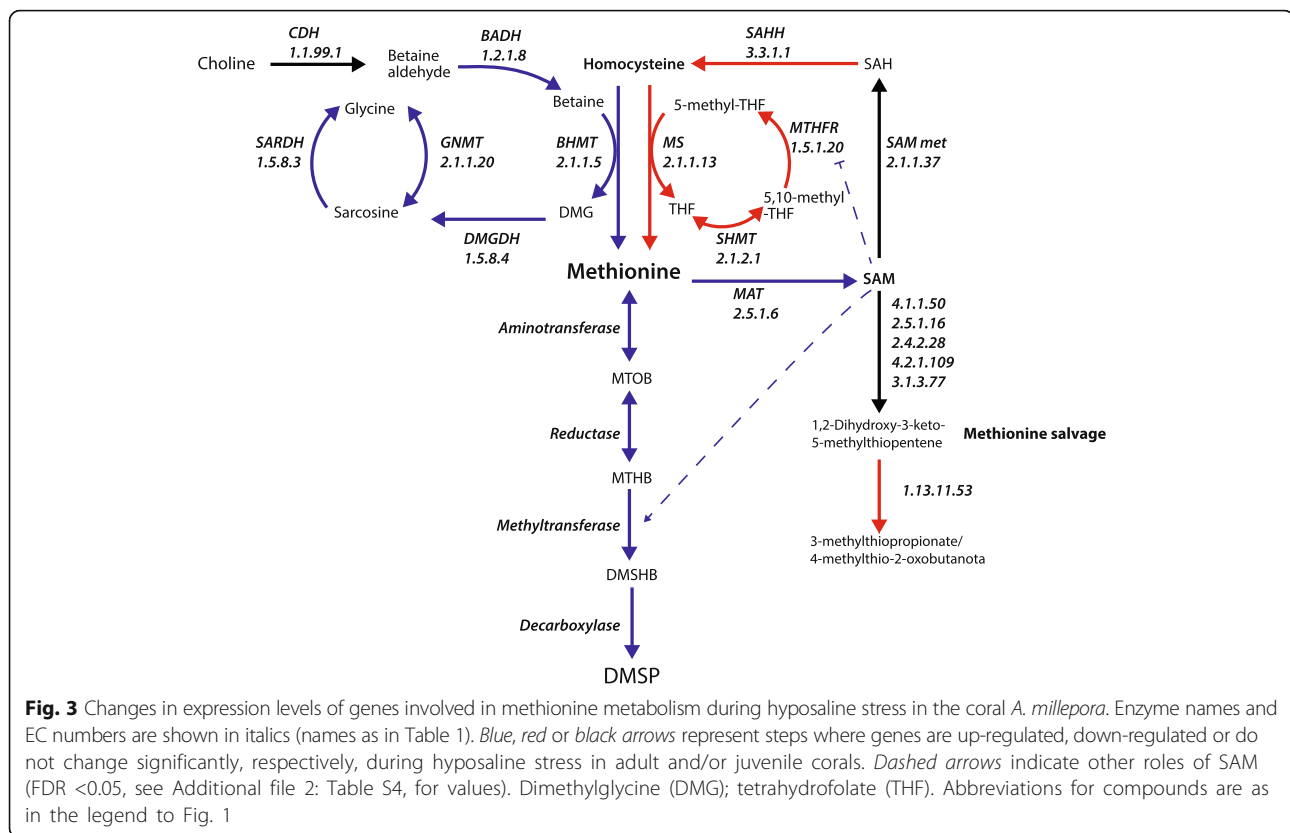 CDH
1.1.99.1
BADH
1.2.1.8
SAHH
3.3.1.1
Choline
Betaine
aldehyde
Homocysteine
SAH
Glycine
Betaine
5-methyl-THF
SARDH
1.5.8.3
GNMT
2.1.1.20
BHMT
2.1.1.5
MS
2.1.1.13
MTHFR
1.5.1.20
SAM met
2.1.1.37
Sarcosine
DMG
THF
5,10-methyl
-THF
DMGDH
1.5.8.4
SHMT
2.1.2.1
Methionine
MAT
2.5.1.6
SAM
4.1.1.50
2.5.1.16
2.4.2.28
4.2.1.109
3.1.3.77
Aminotransferase
MTOB
Reductase
MTHB
1,2-Dihydroxy-3-keto-
5-methylthiopentene
Methionine salvage
1.13.11.53
Methyltransferase
3-methylthiopropionate/
4-methylthio-2-oxobutanota
DMSHB
Decarboxylase
DMSP
Fig. 3 Changes in expression levels of genes involved in methionine metabolism during hyposaline stress in the coral A. millepora. Enzyme names and
EC numbers are shown in italics (names as in Table 1). Blue, red or black arrows represent steps where genes are up-regulated, down-regulated or do
not change significantly, respectively, during hyposaline stress in adult and/or juvenile corals. Dashed arrows indicate other roles of SAM
(FDR <0.05, see Additional file 2: Table S4, for values). Dimethylglycine (DMG); tetrahydrofolate (THF). Abbreviations for compounds are as
in the legend to Fig. 1